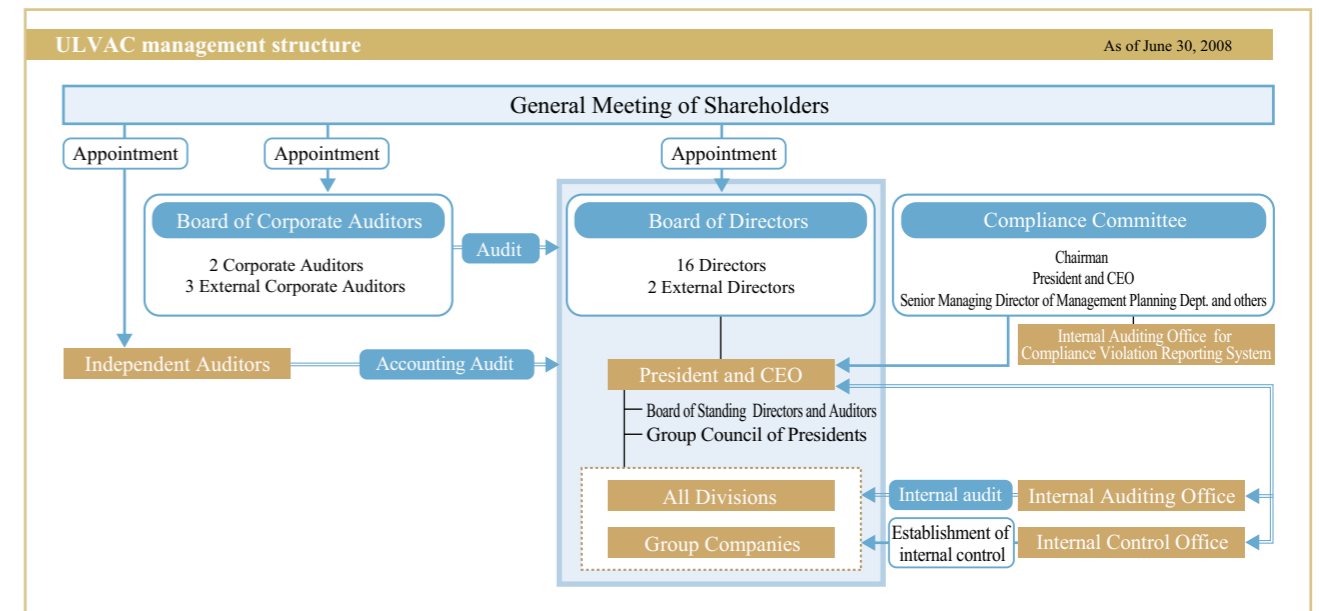 ULVAC management structure
As of June 30, 2008
General Meeting of Shareholders
Appointment
Appointment
Appointment
Board of Corporate Auditors
2 Corporate Auditors
3 External Corporate Auditors
Audit
Board of Directors
16 Directors
2 External Directors
Compliance Committee
Chairman
President and CEO
Senior Managing Director of Management Planning Dept. and others
Internal Auditing Office for
Compliance Violation Reporting System
Independent Auditors
Accounting Audit
President and CEO
Board of Standing Directors and Auditors
Group Council of Presidents
All Divisions
Internal audit
Internal Auditing Office
Group Companies
Establishment of
internal control
Internal Control Office